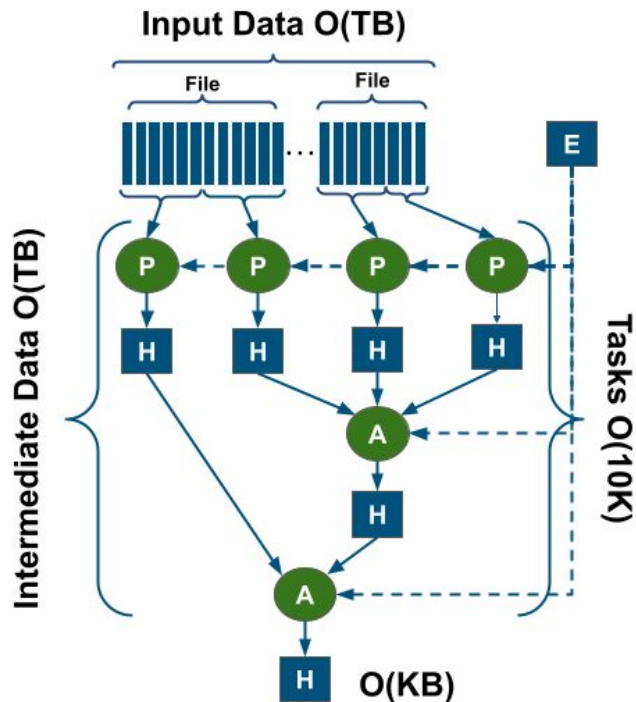 Input Data O(TB)
File
File
...
E
P
P
P
P
H
H
H
H
A
H
A
H
O(KB)
Intermediate Data O(TB)
Tasks O(10K)